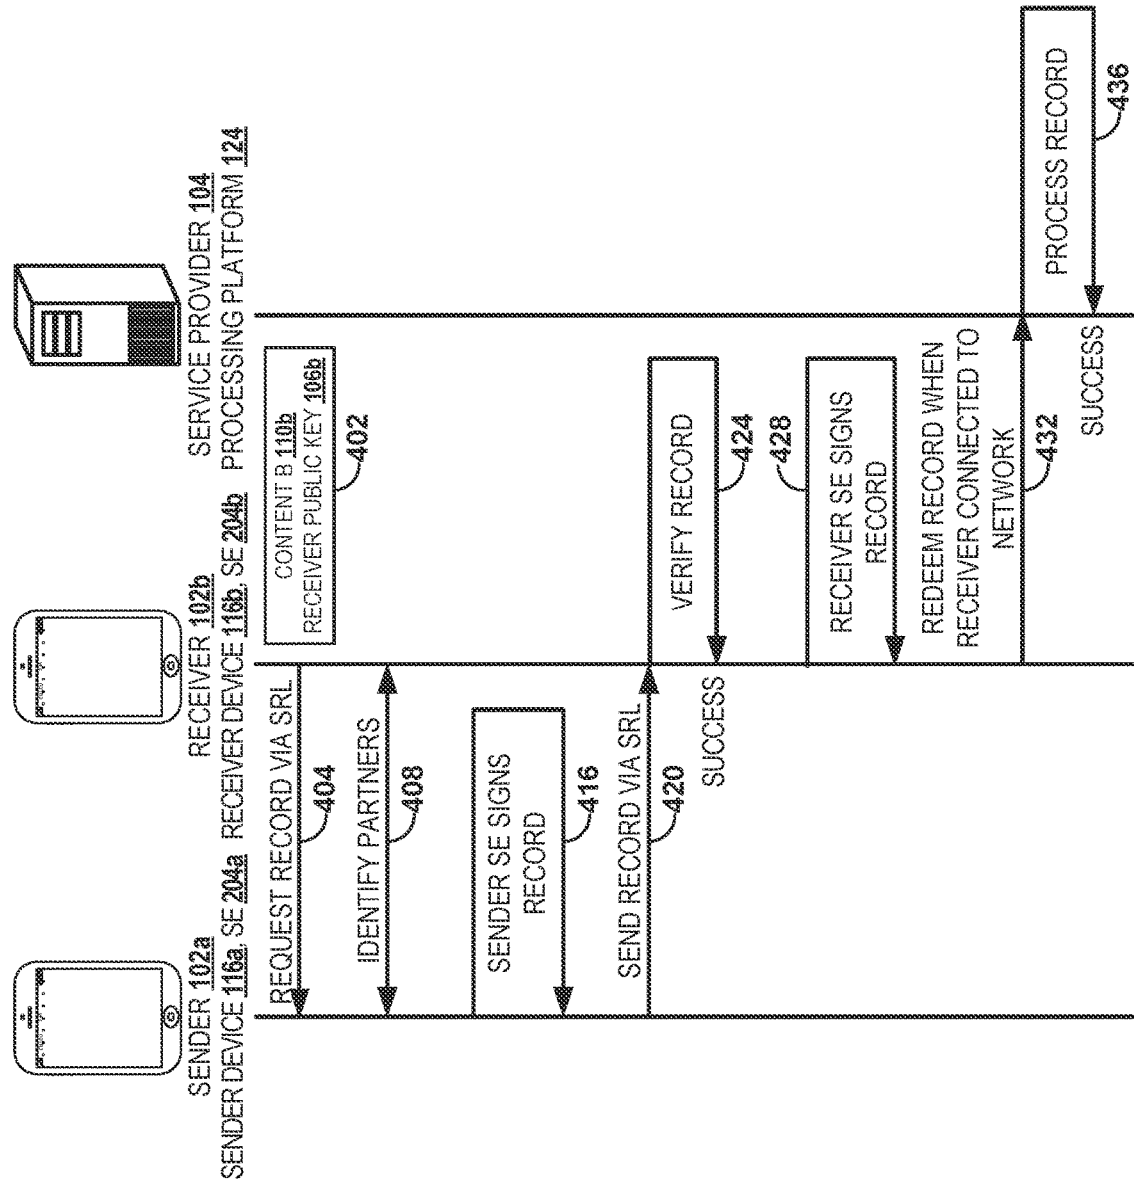 SENDER 102a
SENDER DEVICE 116a, SE 204a
RECEIVER 102b
RECEIVER DEVICE 116b, SE 204b
SERVICE PROVIDER 104
PROCESSING PLATFORM 124
CONTENT B 110b
RECEIVER PUBLIC KEY 106b
402
REQUEST RECORD VIA SRL
404
IDENTIFY PARTNERS
408
SENDER SE SIGNS
RECORD
416
SEND RECORD VIA SRL
420
VERIFY RECORD
424
SUCCESS
428
RECEIVER SE SIGNS
RECORD
REDEEM RECORD WHEN
RECEIVER CONNECTED TO
NETWORK
432
PROCESS RECORD
436
SUCCESS